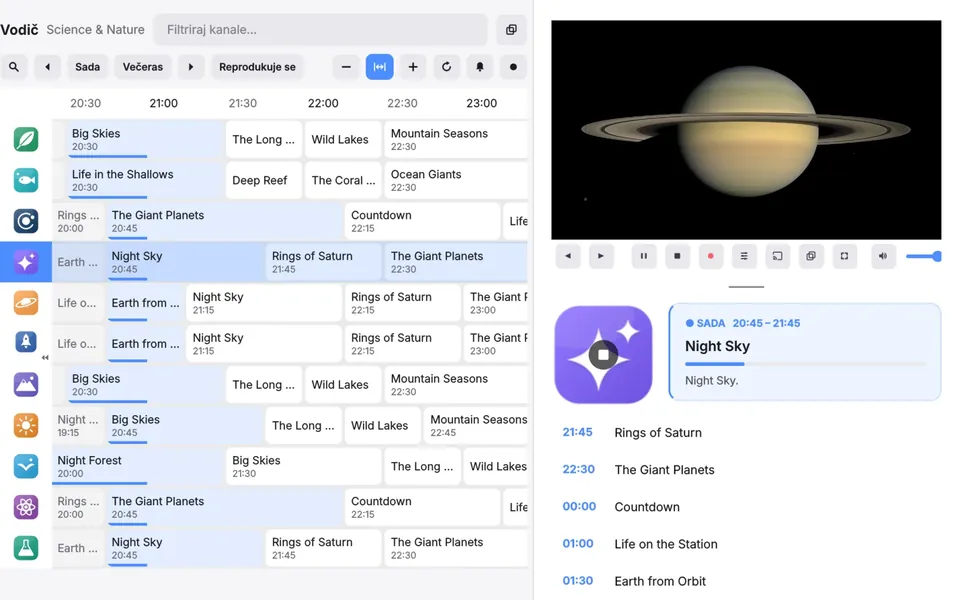 Vodič Science & Nature Filtriraj kanale...
Sada Večeras Reprodukuje se
20:30 21:00 21:30 22:00 22:30 23:00
Big Skies
20:30
The Long ...
Wild Lakes
Mountain Seasons
22:30
Life in the Shallows
20:30
Deep Reef
The Coral ...
Ocean Giants
22:30
Rings ...
20:00
The Giant Planets
20:45
Countdown
22:15
Life
Earth ...
Night Sky
20:45
Rings of Saturn
21:45
The Giant Planets
22:30
Life o...
Earth from ...
Night Sky
21:15
Rings of Saturn
22:15
The Giant P
23:00
Life o...
Earth from ...
Night Sky
21:15
Rings of Saturn
22:15
The Giant P
23:00
Big Skies
20:30
The Long ...
Wild Lakes
Mountain Seasons
22:30
Night ...
19:15
Big Skies
20:45
The Long ...
Wild Lakes
Mountain Seasons
22:45
Night Forest
20:00
Big Skies
21:30
The Long ...
Wild Lakes
Rings ...
20:00
The Giant Planets
20:45
Countdown
22:15
Life
Earth ...
Night Sky
20:45
Rings of Saturn
21:45
The Giant Planets
22:30
SADA 20:45 – 21:45
Night Sky
Night Sky.
21:45 Rings of Saturn
22:30 The Giant Planets
00:00 Countdown
01:00 Life on the Station
01:30 Earth from Orbit